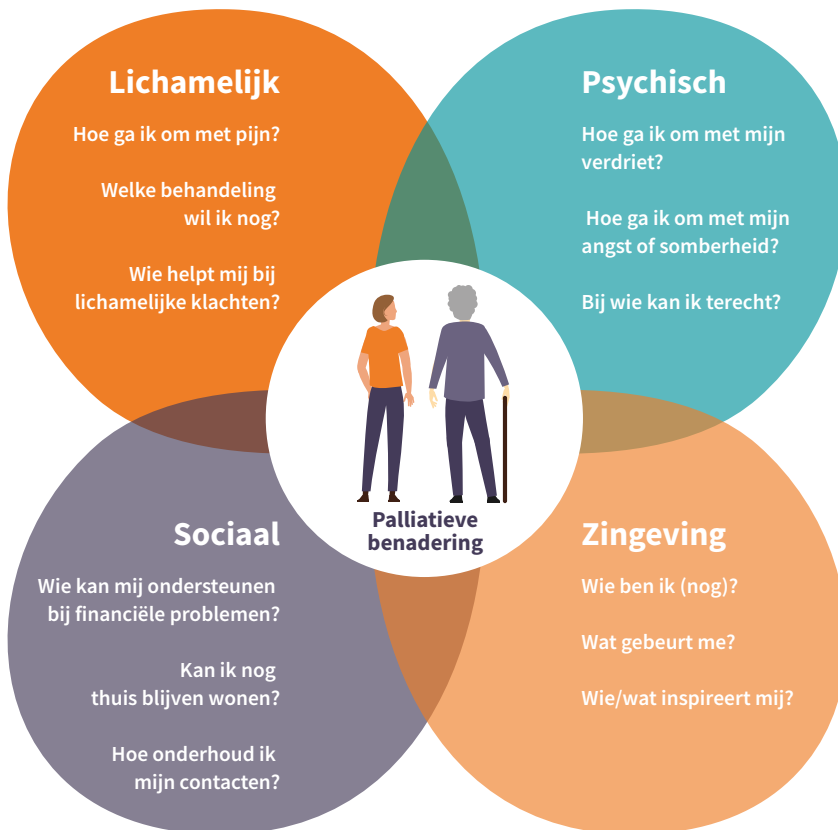 Lichamelijk
Hoe ga ik om met pijn?
Welke behandeling
wil ik nog?
Wie helpt mij bij
lichamelijke klachten?
Psychisch
Hoe ga ik om met mijn
verdriet?
Hoe ga ik om met mijn
angst of somberheid?
Bij wie kan ik terecht?
Palliatieve
benadering
Sociaal
Wie kan mij ondersteunen
bij financiële problemen?
Kan ik nog
thuis blijven wonen?
Hoe onderhoud ik
mijn contacten?
Zingeving
Wie ben ik (nog)?
Wat gebeurt me?
Wie/wat inspireert mij?